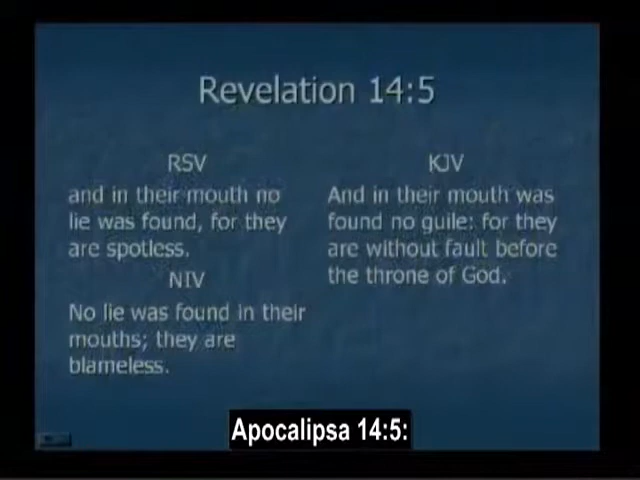 Revelation 14:5
RSV
and in their mouth no
lie was found, for they
are spotless.
NIV
No lie was found in their
mouths; they are
blameless.
KJV
And in their mouth was
found no guile: for they
are without fault before
the throne of God.
Apocalipsa 14:5: